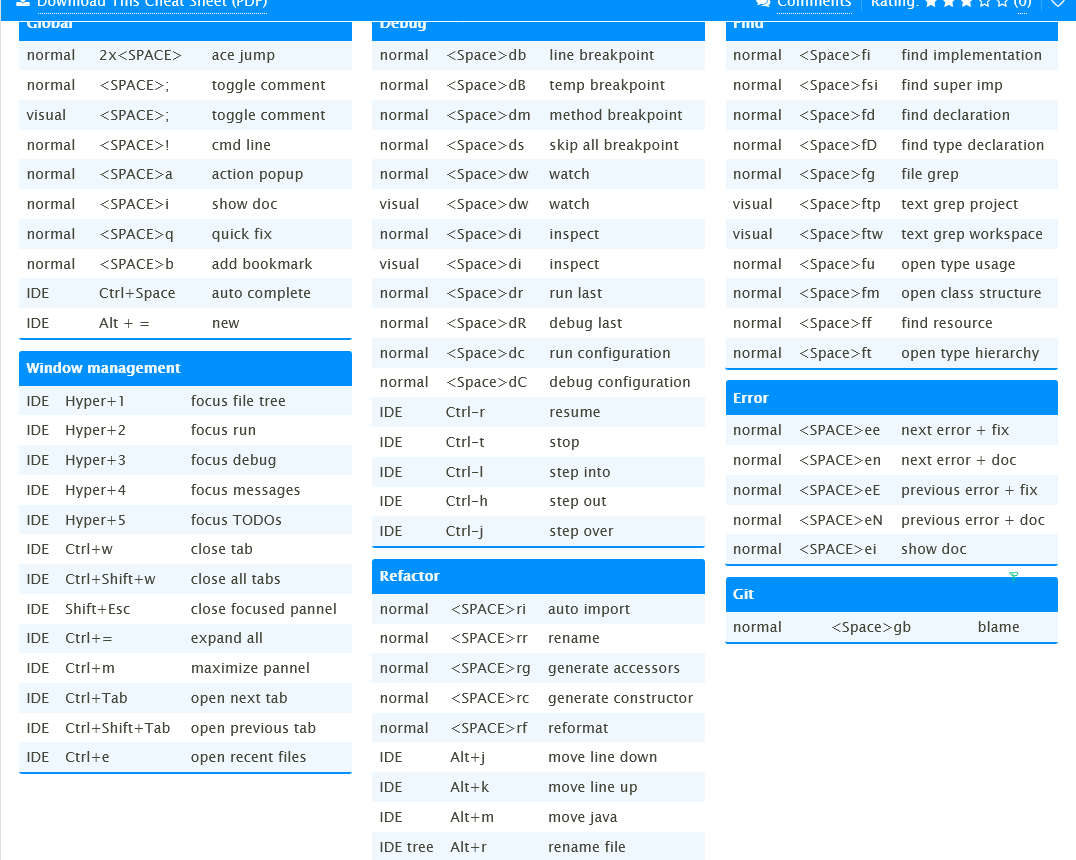 Download This Cheat Sheet (PDF)
Comments Rating: (0)
Global
normal 2x<SPACE> ace jump
normal <SPACE>; toggle comment
visual <SPACE>; toggle comment
normal <SPACE>! cmd line
normal <SPACE>a action popup
normal <SPACE>i show doc
normal <SPACE>q quick fix
normal <SPACE>b add bookmark
IDE Ctrl+Space auto complete
IDE Alt + = new
Window management
IDE Hyper+1 focus file tree
IDE Hyper+2 focus run
IDE Hyper+3 focus debug
IDE Hyper+4 focus messages
IDE Hyper+5 focus TODOs
IDE Ctrl+w close tab
IDE Ctrl+Shift+w close all tabs
IDE Shift+Esc close focused pannel
IDE Ctrl+= expand all
IDE Ctrl+m maximize pannel
IDE Ctrl+Tab open next tab
IDE Ctrl+Shift+Tab open previous tab
IDE Ctrl+e open recent files
Debug
normal <Space>db line breakpoint
normal <Space>dB temp breakpoint
normal <Space>dm method breakpoint
normal <Space>ds skip all breakpoint
normal <Space>dw watch
visual <Space>dw watch
normal <Space>di inspect
visual <Space>di inspect
normal <Space>dr run last
normal <Space>dR debug last
normal <Space>dc run configuration
normal <Space>dC debug configuration
IDE Ctrl-r resume
IDE Ctrl-t stop
IDE Ctrl-l step into
IDE Ctrl-h step out
IDE Ctrl-j step over
Refactor
normal <SPACE>ri auto import
normal <SPACE>rr rename
normal <SPACE>rg generate accessors
normal <SPACE>rc generate constructor
normal <SPACE>rf reformat
IDE Alt+j move line down
IDE Alt+k move line up
IDE Alt+m move java
IDE tree Alt+r rename file
Find
normal <Space>fi find implementation
normal <Space>fsi find super imp
normal <Space>fd find declaration
normal <Space>fD find type declaration
normal <Space>fg file grep
visual <Space>ftp text grep project
visual <Space>ftw text grep workspace
normal <Space>fu open type usage
normal <Space>fm open class structure
normal <Space>ff find resource
normal <Space>ft open type hierarchy
Error
normal <SPACE>ee next error + fix
normal <SPACE>en next error + doc
normal <SPACE>eE previous error + fix
normal <SPACE>eN previous error + doc
normal <SPACE>ei show doc
Git
normal <Space>gb blame